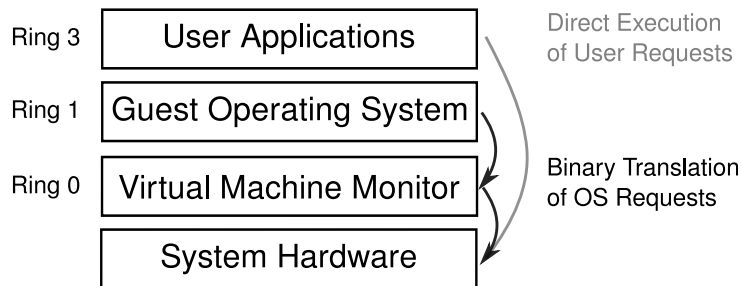 Ring 3
User Applications
Direct Execution
of User Requests
Ring 1
Guest Operating System
Ring 0
Virtual Machine Monitor
Binary Translation
of OS Requests
System Hardware